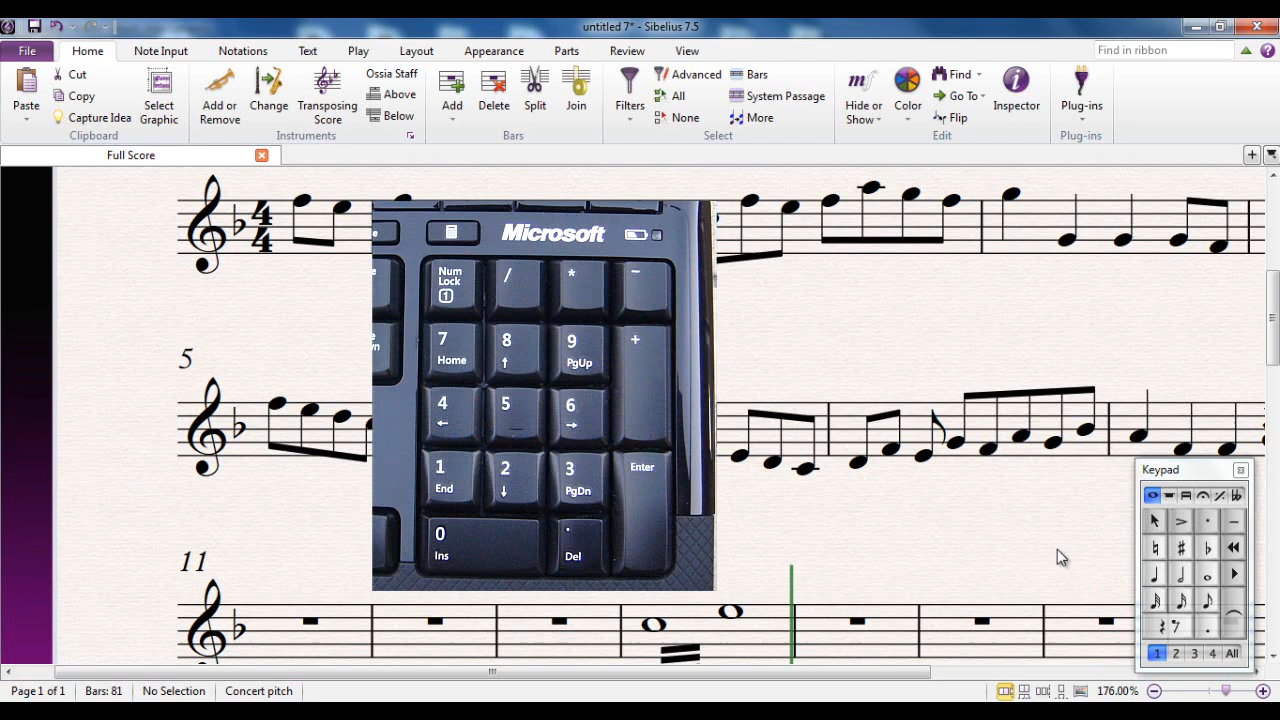 untitled 7* - Sibelius 7.5
File Home Note Input Notations Text Play Layout Appearance Parts Review View Find in ribbon
Paste
Cut
Copy
Capture Idea
Select Graphic
Clipboard
Add or Remove
Change
Transposing Score
Ossia Staff
Above
Below
Instruments
Add
Delete
Split
Join
Bars
Filters
Advanced
All
None
Bars
System Passage
More
Select
Hide or Show
Color
Find
Go To
Flip
Inspector
Edit
Plug-ins
Plug-ins
Full Score
4
4
Microsoft
Num Lock 1 / * -
7 Home 8 9 PgUp +
4 5 6
1 End 2 3 PgDn Enter
0 Ins . Del
5
11
Keypad
1 2 3 4 All
Page 1 of 1 Bars: 81 No Selection Concert pitch 176.00%